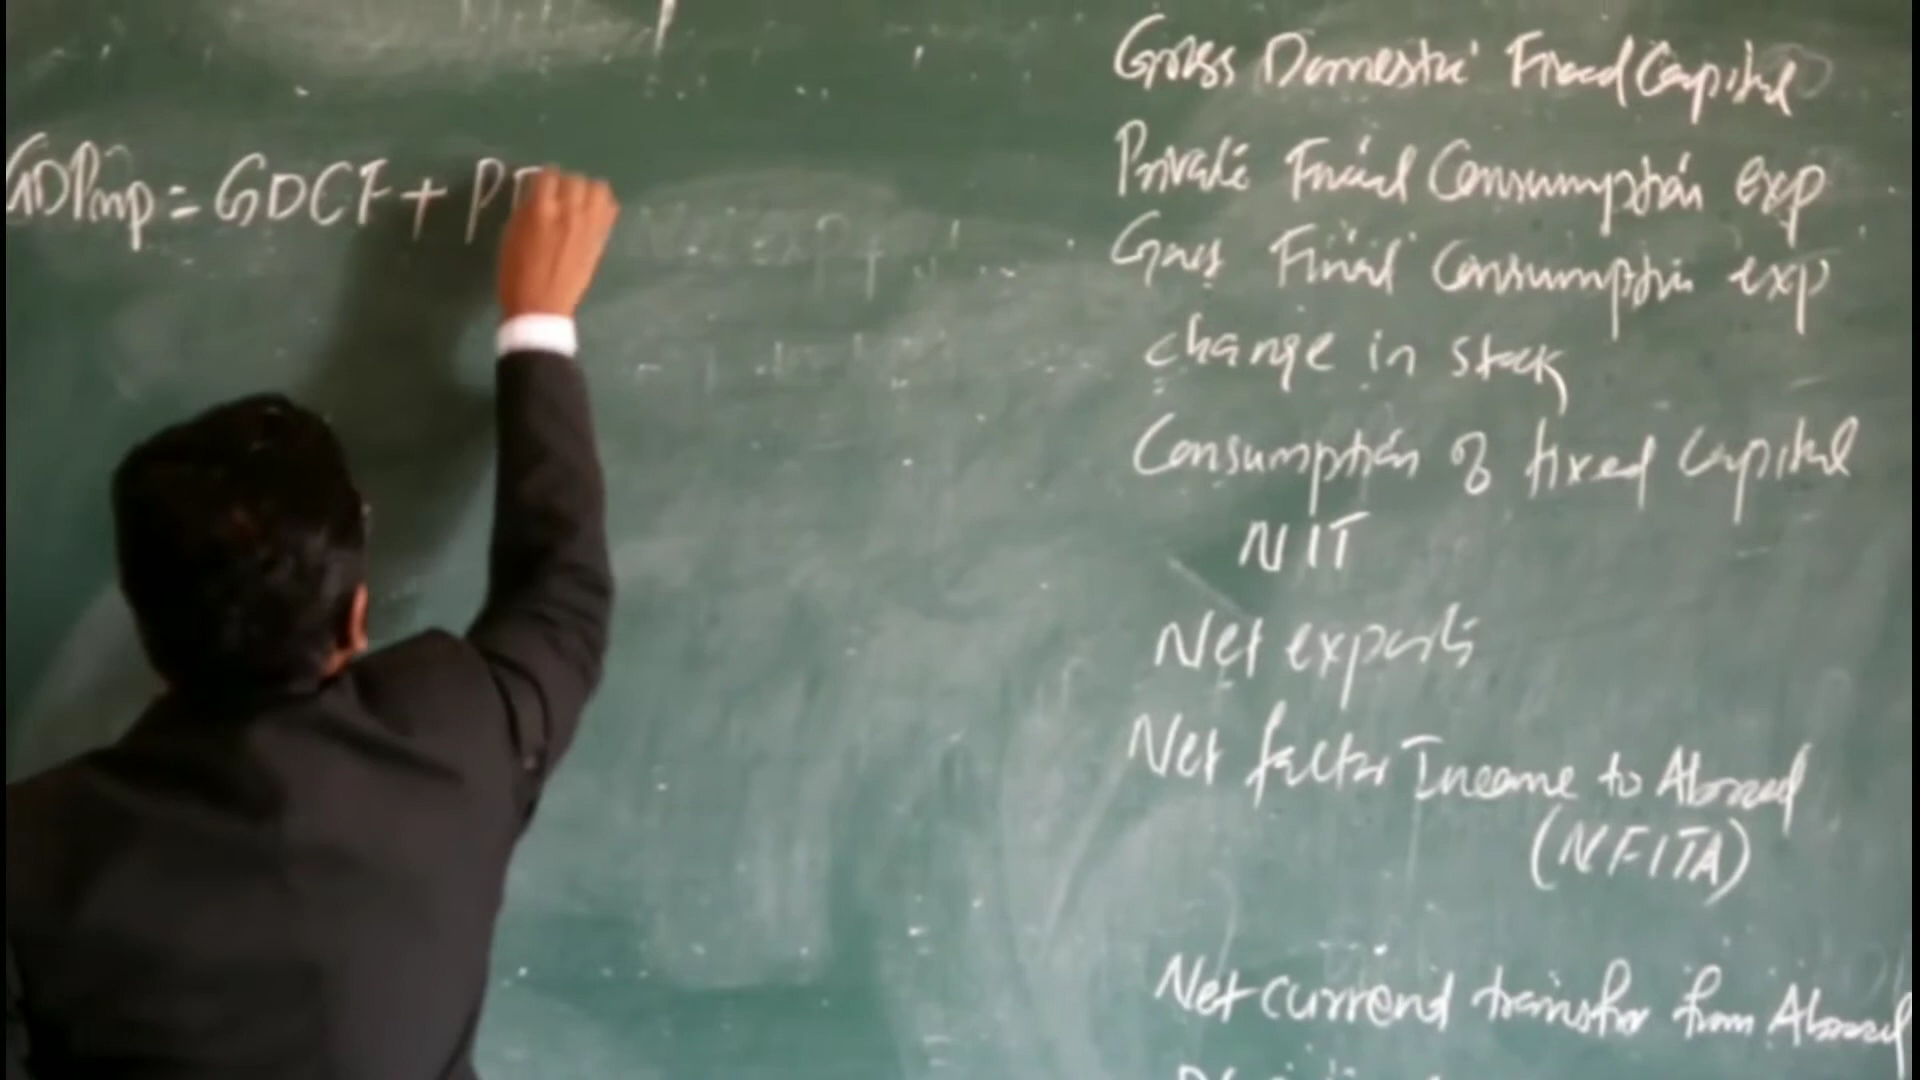 GDPmp = GDCF + PF
Gross Domestic Fixed Capital
Private Final Consumption exp
Govt Final Consumption exp
change in stock
Consumption of fixed Capital
NIT
Net exports
Net factor Income to Abroad
(NFITA)
Net current transfer from Abroad